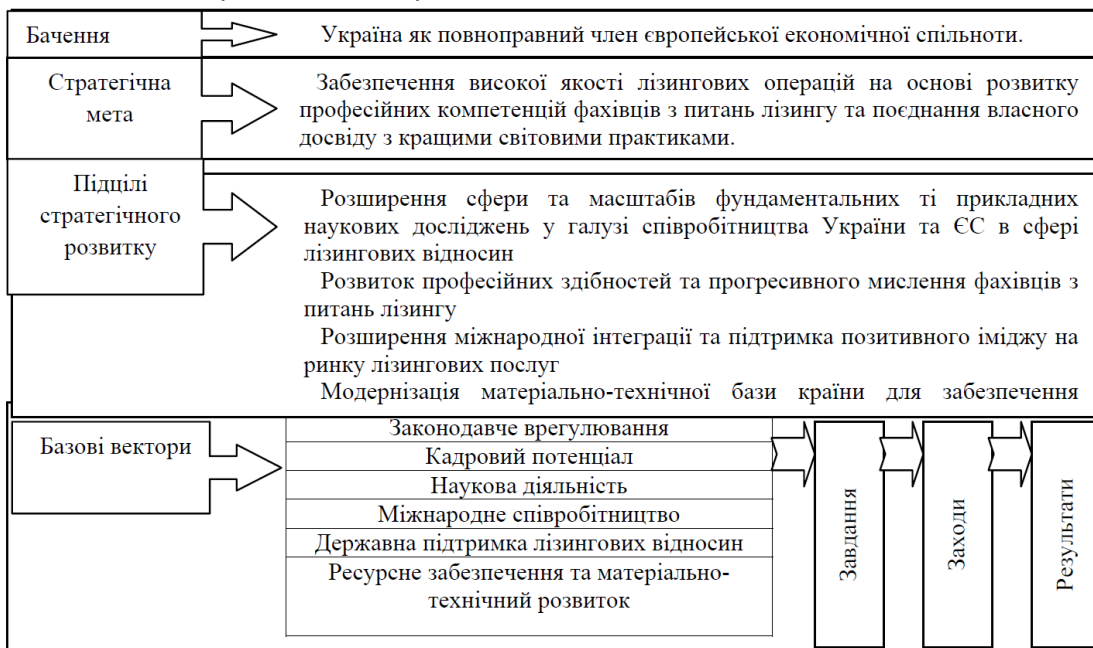 Бачення
Україна як повноправний член європейської економічної спільноти.
Стратегічна
мета
Забезпечення високої якості лізингових операцій на основі розвитку
професійних компетенцій фахівців з питань лізингу та поєднання власного
досвіду з кращими світовими практиками.
Підцілі
стратегічного
розвитку
Розширення сфери та масштабів фундаментальних ті прикладних
наукових досліджень у галузі співробітництва України та ЄС в сфері
лізингових відносин
Розвиток професійних здібностей та прогресивного мислення фахівців з
питань лізингу
Розширення міжнародної інтеграції та підтримка позитивного іміджу на
ринку лізингових послуг
Модернізація матеріально-технічної бази країни для забезпечення
Базові вектори
Законодавче врегулювання
Кадровий потенціал
Наукова діяльність
Міжнародне співробітництво
Державна підтримка лізингових відносин
Ресурсне забезпечення та матеріально-
технічний розвиток
Завдання
Заходи
Результати